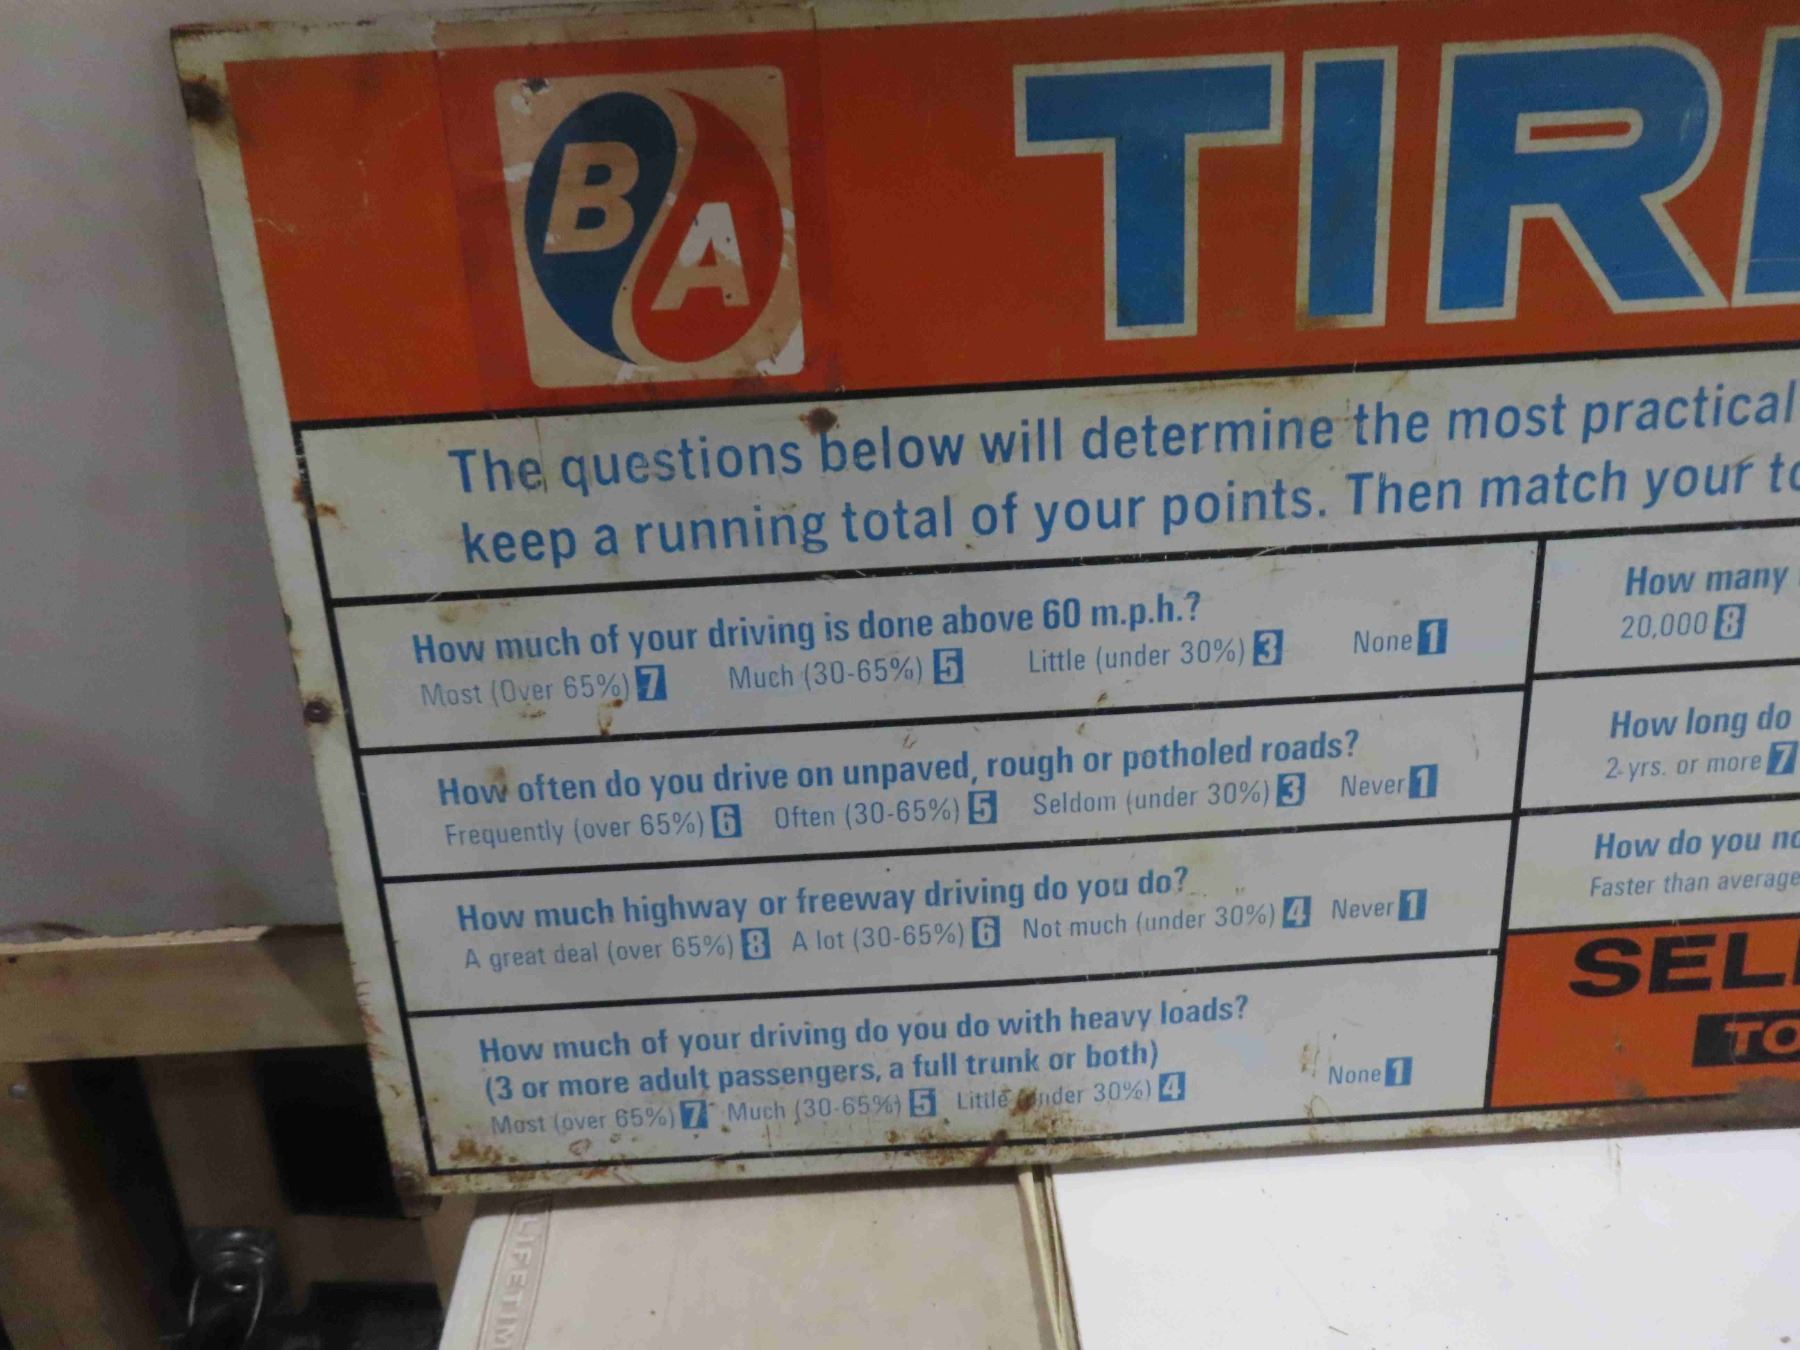 BA
TIR
The questions below will determine the most practical
keep a running total of your points. Then match your
How much of your driving is done above 60 m.p.h.?
Most (Over 65%) 7 Much (30-65%) 5 Little (under 30%) 3 None 1
How often do you drive on unpaved, rough or potholed roads?
Frequently (over 65%) 6 Often (30-65%) 5 Seldom (under 30%) 3 Never 1
How much highway or freeway driving do you do?
A great deal (over 65%) 8 A lot (30-65%) 6 Not much (under 30%) 4 Never 1
How much of your driving do you do with heavy loads?
(3 or more adult passengers, a full trunk or both)
Most (over 65%) 7 Much (30-65%) 5 Little (under 30%) 4 None 1
How many
20,000 8
How long do
2-yrs. or more 7
How do you no
Faster than average
SEL
TO
LIFETIM